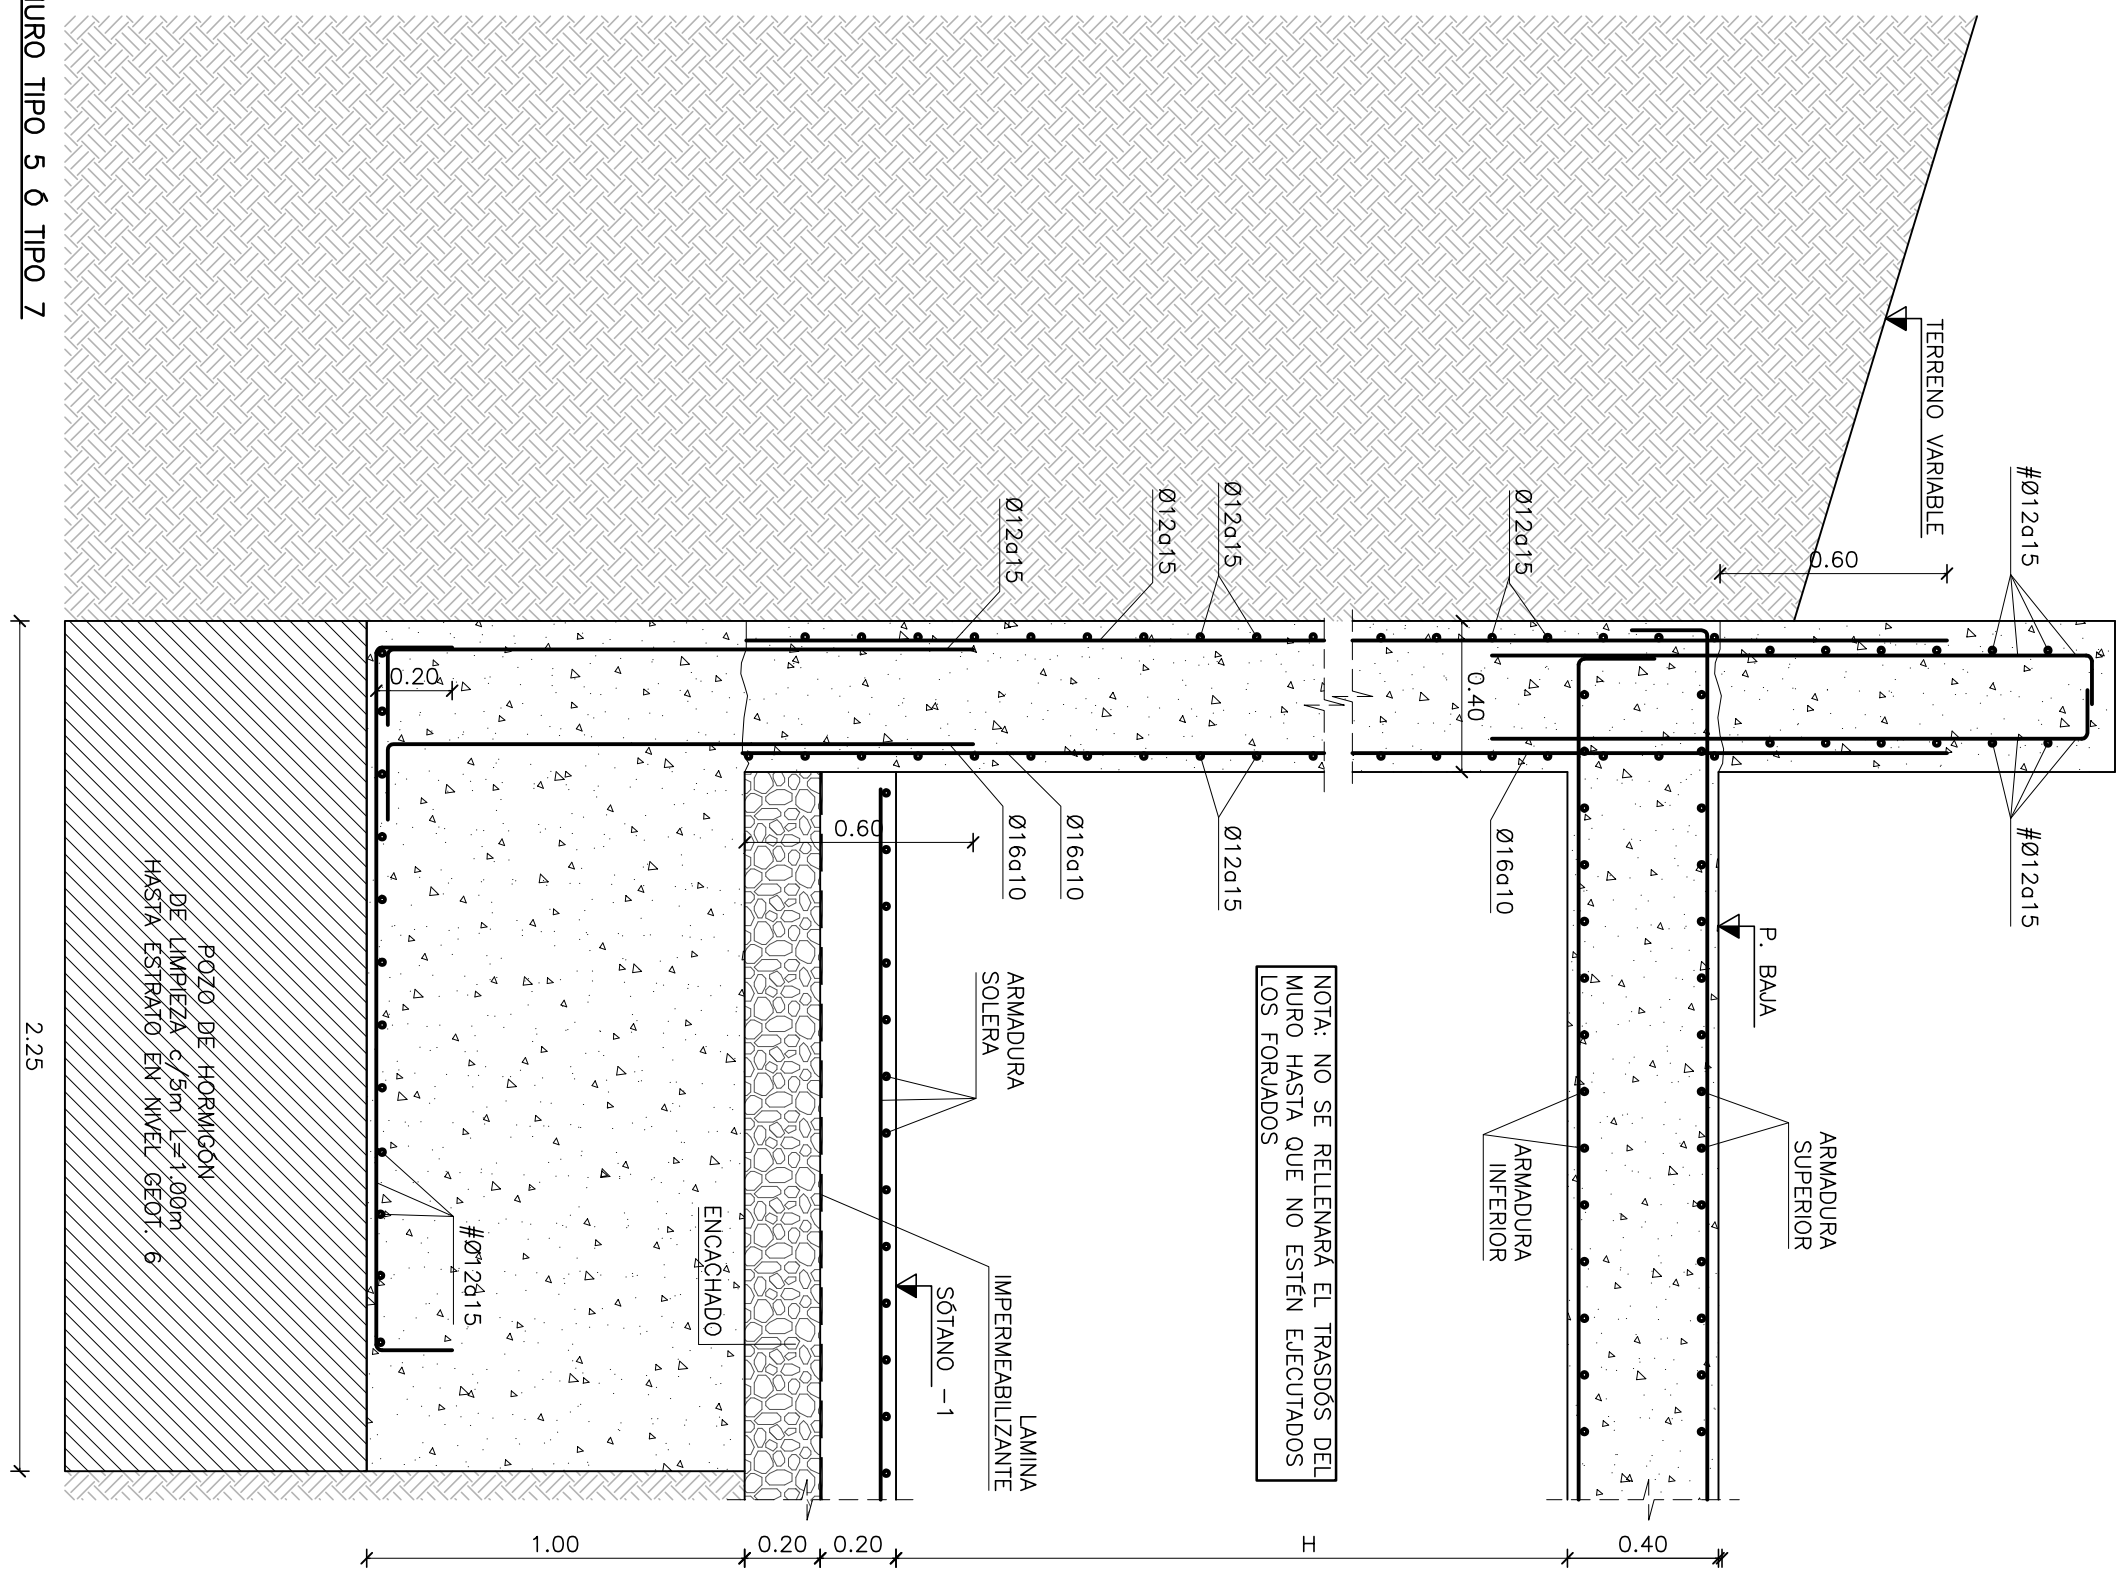 #Ø12a15
#Ø12a15
TERRENO VARIABLE
0.60
P. BAJA
ARMADURA
SUPERIOR
0.40
Ø12a15
Ø16a10
ARMADURA
INFERIOR
0.40
NOTA: NO SE RELLENARÁ EL TRASDÓS DEL
MURO HASTA QUE NO ESTÉN EJECUTADOS
LOS FORJADOS
H
Ø12a15
Ø12a15
Ø12a15
Ø16a10
Ø12a15
Ø16a10
0.60
ARMADURA
SOLERA
LAMINA
IMPERMEABILIZANTE
SÓTANO -1
0.20
0.20
ENCACHADO
0.20
#Ø12a15
1.00
POZO DE HORMIGÓN
DE LIMPIEZA c/5m L=1.00m
HASTA ESTRATO EN NIVEL GEOT. 6
2.25
URO TIPO 5 ó TIPO 7